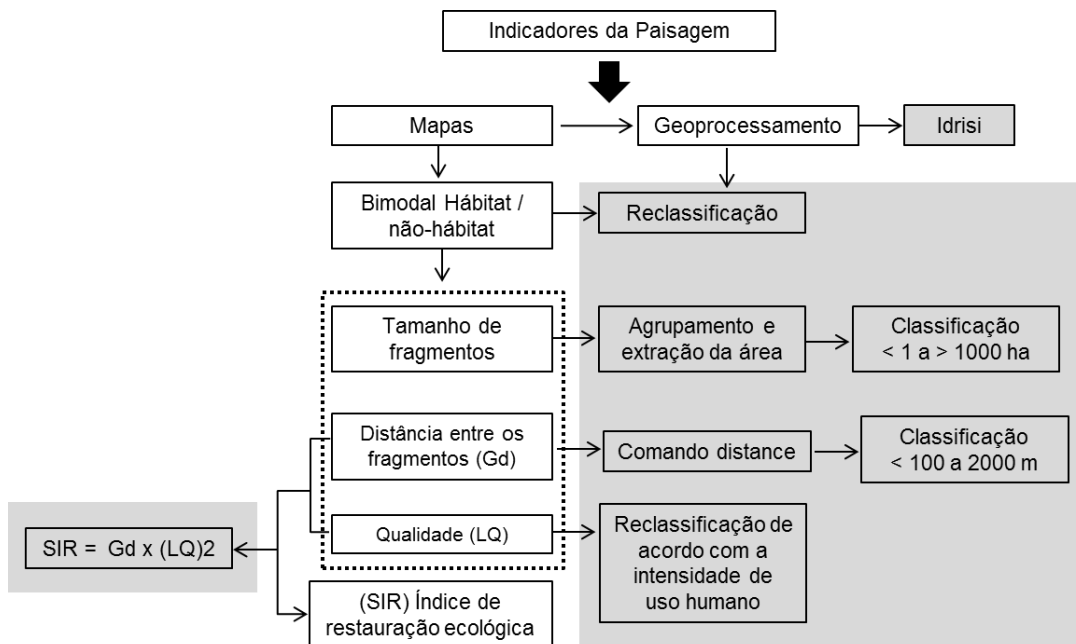 Indicadores da Paisagem
Mapas
Geoprocessamento
Idrisi
Bimodal Hábitat /
não-hábitat
Reclassificação
Tamanho de
fragmentos
Agrupamento e
extração da área
Classificação
< 1 a > 1000 ha
Distância entre os
fragmentos (Gd)
Comando distance
Classificação
< 100 a 2000 m
Qualidade (LQ)
Reclassificação de
acordo com a
intensidade de
uso humano
SIR = Gd x (LQ)2
(SIR) Índice de
restauração ecológica